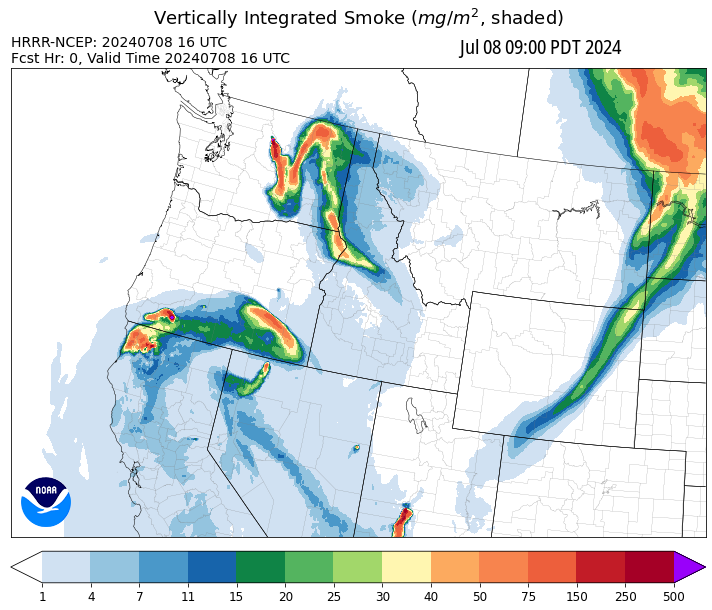 Vertically Integrated Smoke (mg/m², shaded)
HRRR-NCEP: 20240708 16 UTC
Jul 08 09:00 PDT 2024
Fcst Hr: 0, Valid Time 20240708 16 UTC
NOAA
1 4 7 11 15 20 25 30 40 50 75 150 250 500